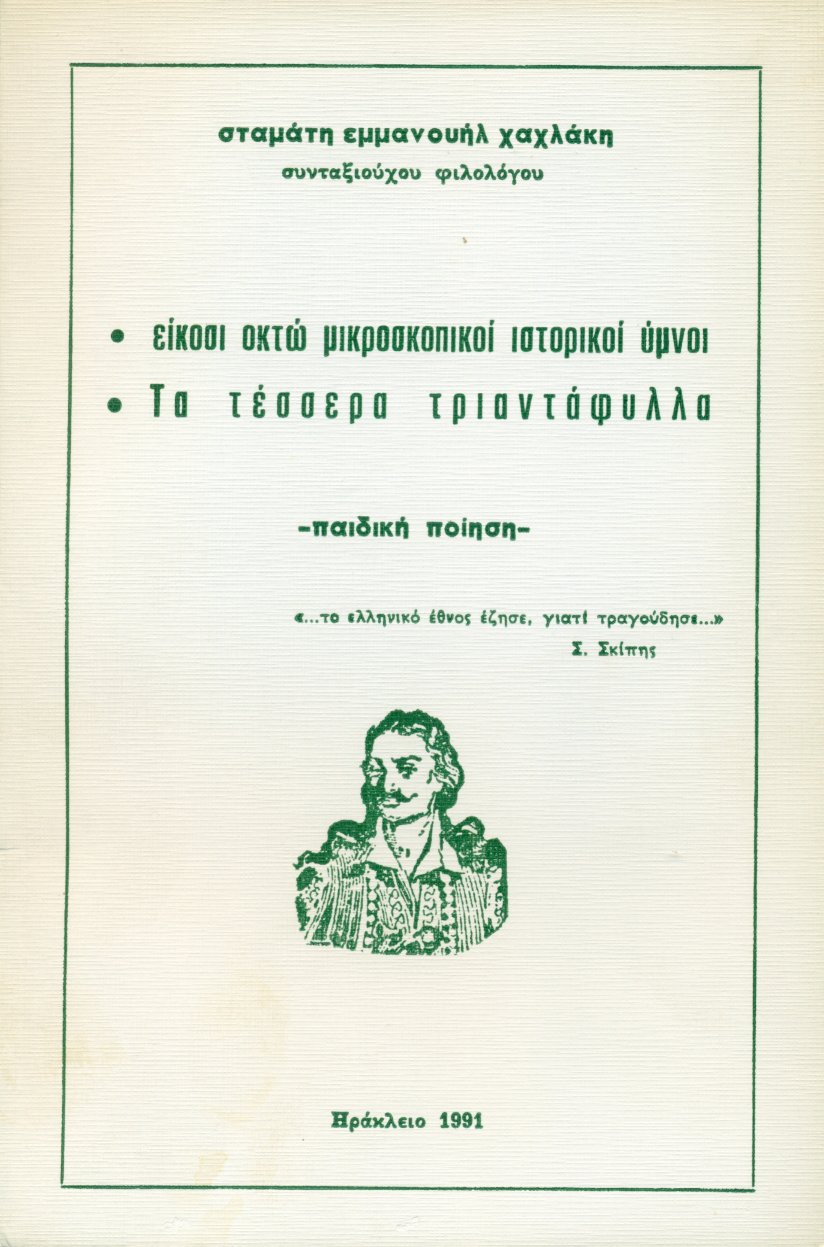 σταμάτη εμμανουήλ χαχλάκη
συνταξιούχου φιλολόγου
• είκοσι οκτώ μικροσκοπικοί ιστορικοί ύμνοι
• Τα τέσσερα τριαντάφυλλα
-παιδική ποίηση-
«...το ελληνικό έθνος έζησε, γιατί τραγούδησε...»
Σ. Σκίπης
Ηράκλειο 1991